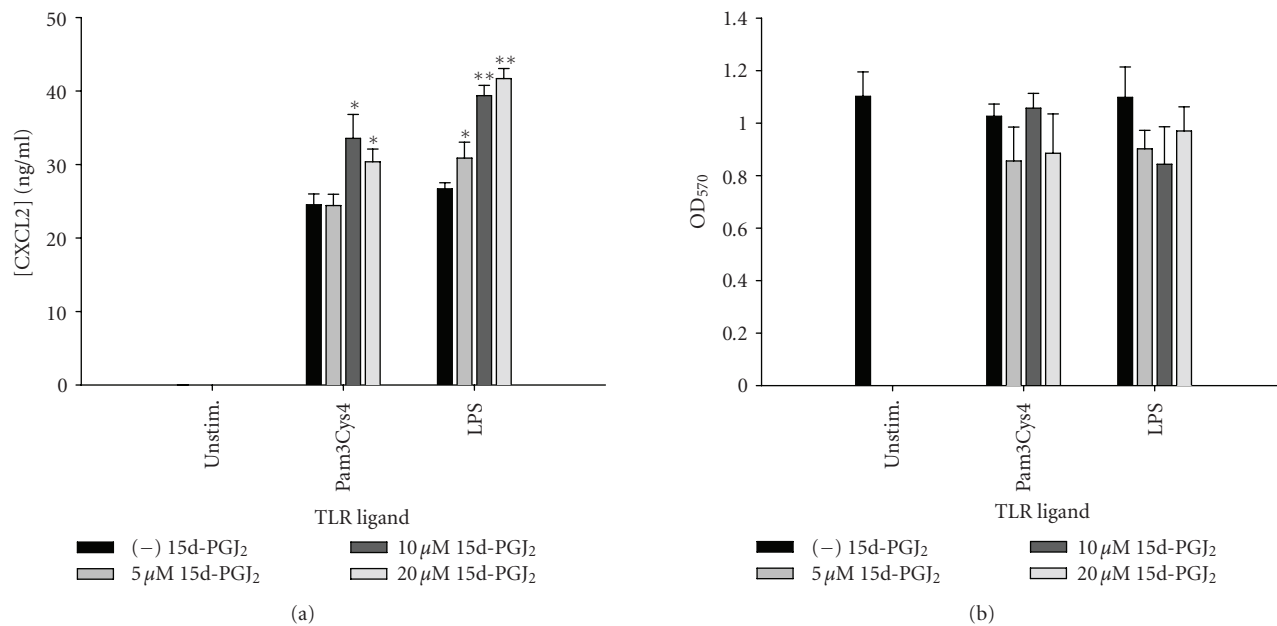 50
40
30
20
10
0
[CXCL2] (ng/ml)
*
*
*
**
**
Unstim.
Pam3Cys4
LPS
TLR ligand
(−) 15d-PGJ₂
5 µM 15d-PGJ₂
10 µM 15d-PGJ₂
20 µM 15d-PGJ₂
(a)
1.4
1.2
1
0.8
0.6
0.4
0.2
0
OD₅₇₀
Unstim.
Pam3Cys4
LPS
TLR ligand
(−) 15d-PGJ₂
5 µM 15d-PGJ₂
10 µM 15d-PGJ₂
20 µM 15d-PGJ₂
(b)